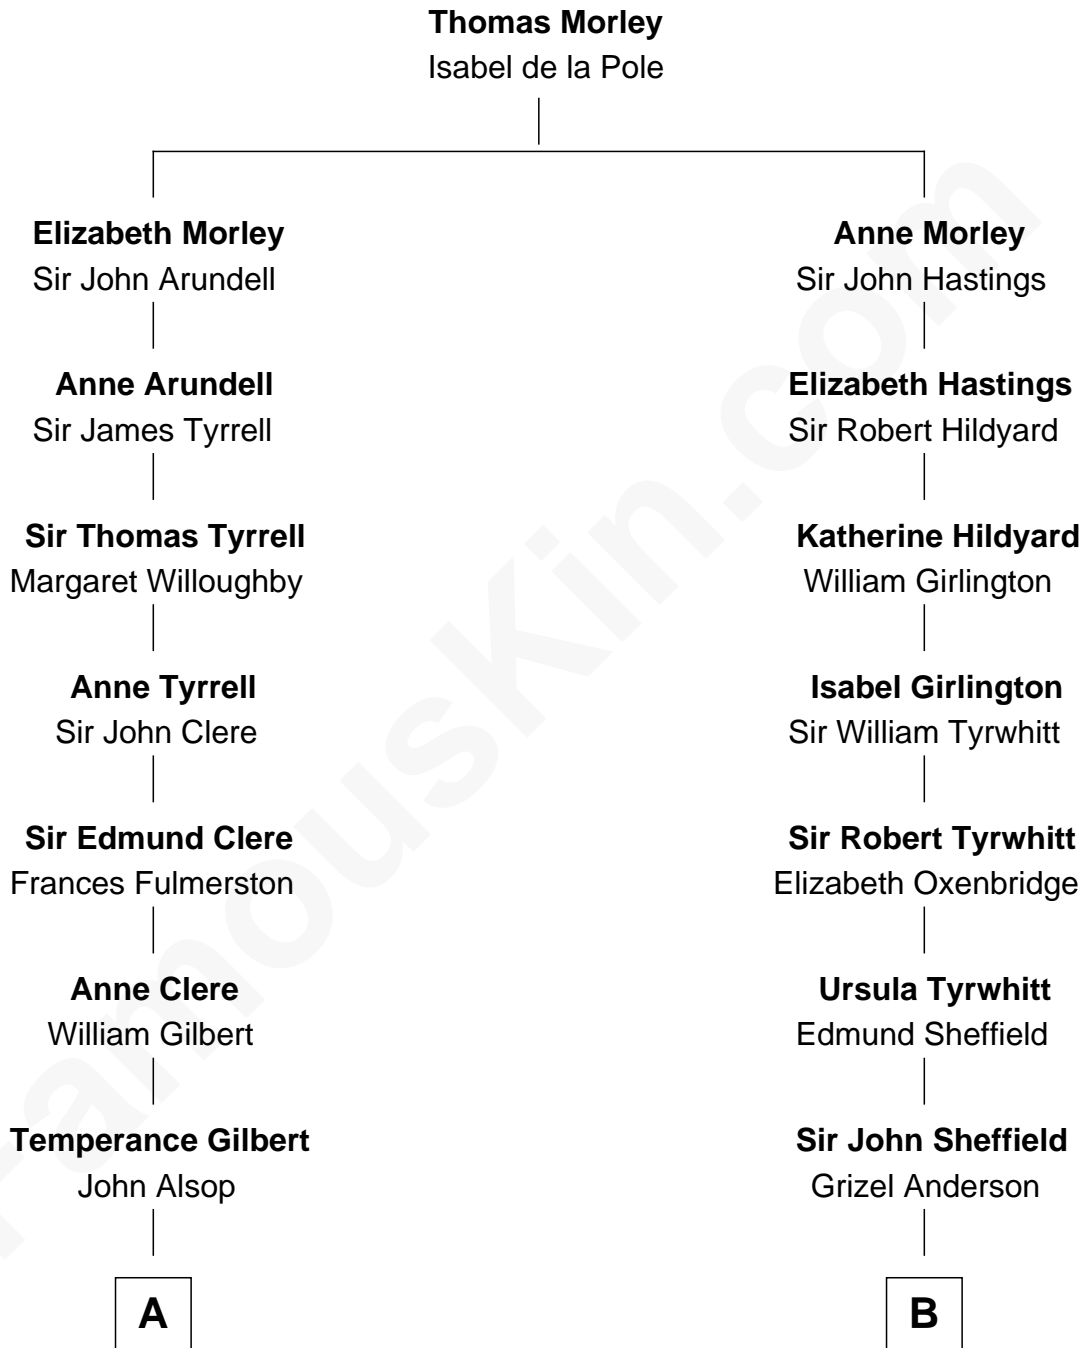 Thomas Morley
Isabel de la Pole
Elizabeth Morley
Sir John Arundell
Anne Morley
Sir John Hastings
Anne Arundell
Sir James Tyrrell
Elizabeth Hastings
Sir Robert Hildyard
Sir Thomas Tyrrell
Margaret Willoughby
Katherine Hildyard
William Girlington
Anne Tyrrell
Sir John Clere
Isabel Girlington
Sir William Tyrwhitt
Sir Edmund Clere
Frances Fulmerston
Sir Robert Tyrwhitt
Elizabeth Oxenbridge
Anne Clere
William Gilbert
Ursula Tyrwhitt
Edmund Sheffield
Temperance Gilbert
John Alsop
Sir John Sheffield
Grizel Anderson
A
B
FamousKin.com